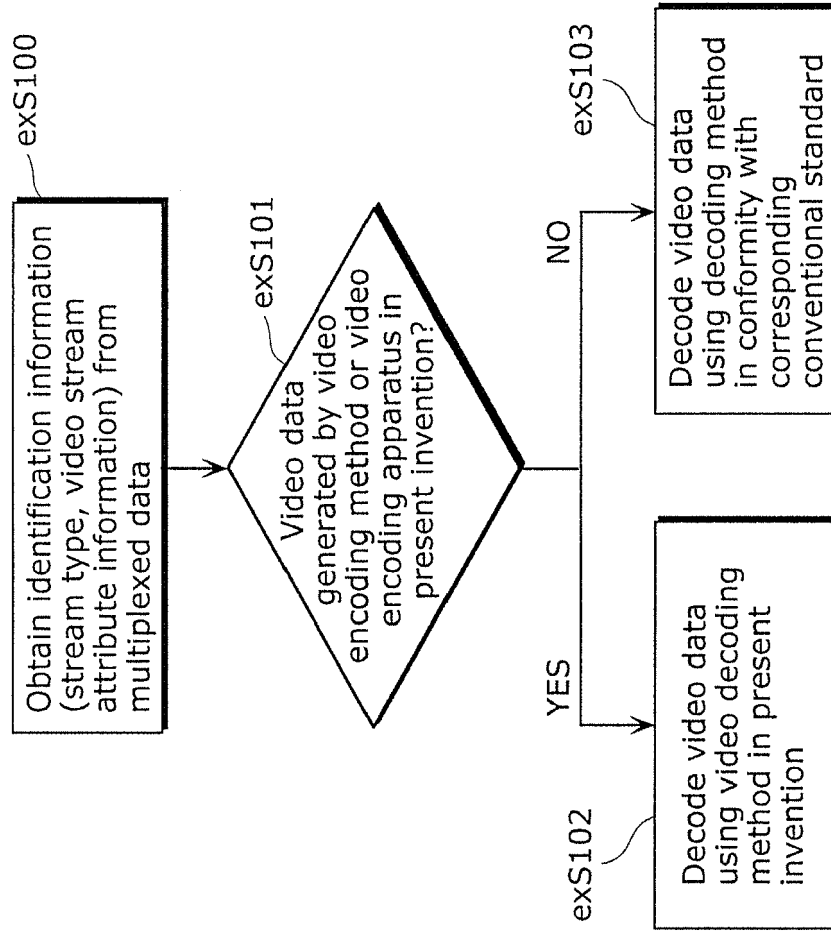 exS100
Obtain identification information
(stream type, video stream
attribute information) from
multiplexed data
exS101
Video data
generated by video
encoding method or video
encoding apparatus in
present invention?
YES
NO
exS102
Decode video data
using video decoding
method in present
invention
exS103
Decode video data
using decoding method
in conformity with
corresponding
conventional standard